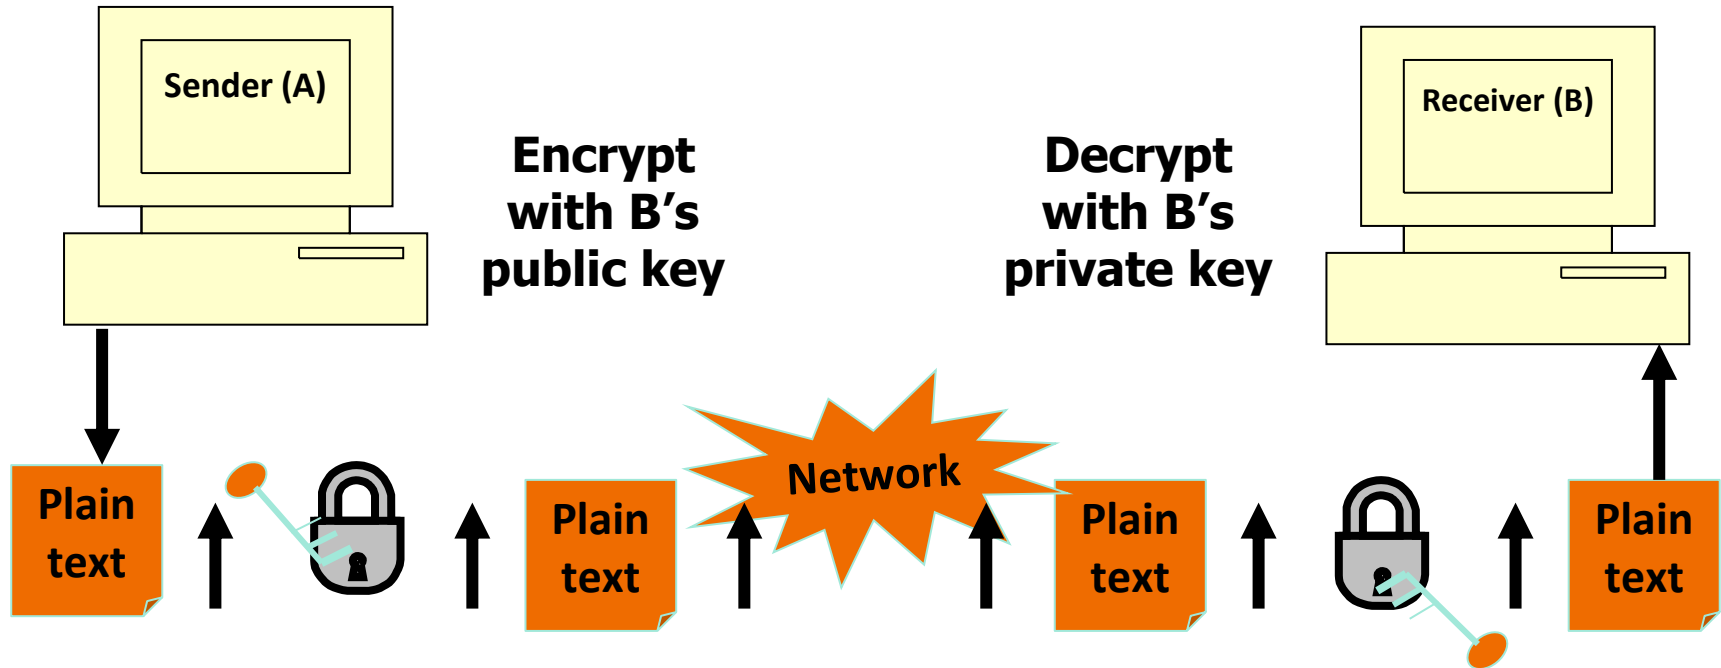 Sender (A)
Receiver (B)
Encrypt
with B’s
public key
Decrypt
with B’s
private key
Network
Plain
text
Plain
text
Plain
text
Plain
text